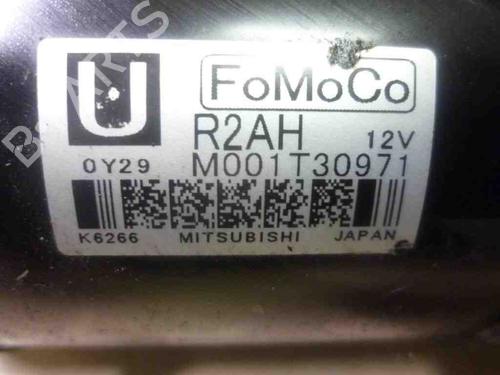 U
FoMoCo
R2AH 12V
0Y29 M001T30971
K6266 MITSUBISHI JAPAN